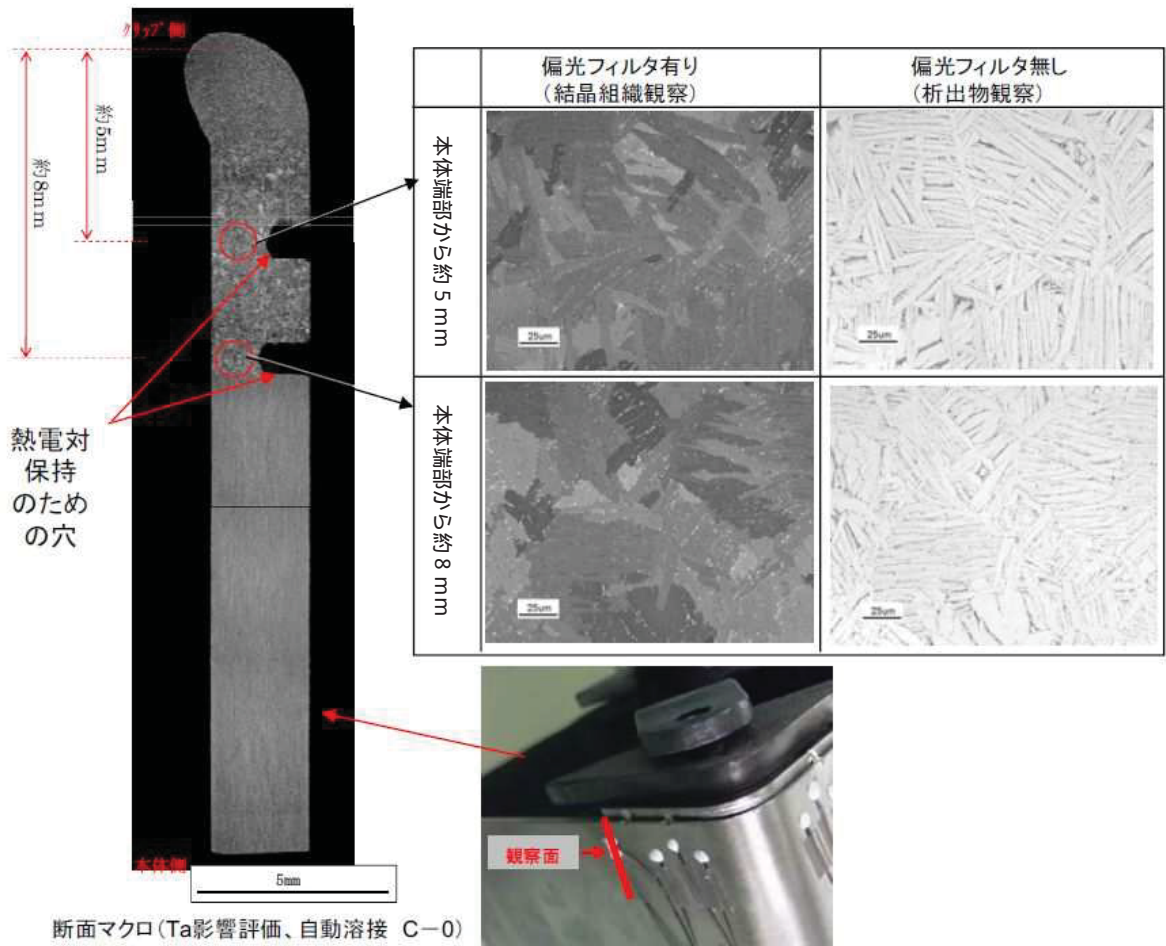 クリップ側
約5mm
約8mm
熱電対
保持
のため
の穴
本体側
5mm
断面マクロ(Ta影響評価、自動溶接 C－0)
偏光フィルタ有り
(結晶組織観察)
偏光フィルタ無し
(析出物観察)
本体端部から約5mm
25um
25um
本体端部から約8mm
25um
25um
観察面